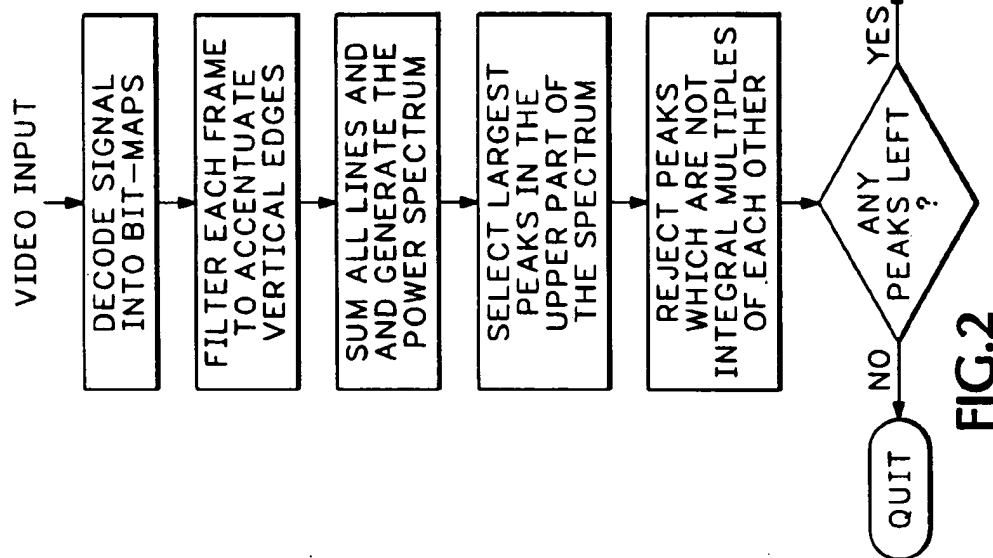 VIDEO INPUT
DECODE SIGNAL
INTO BIT-MAPS
FILTER EACH FRAME
TO ACCENTUATE
VERTICAL EDGES
SUM ALL LINES AND
AND GENERATE THE
POWER SPECTRUM
SELECT LARGEST
PEAKS IN THE
UPPER PART OF
THE SPECTRUM
REJECT PEAKS
WHICH ARE NOT
INTEGRAL MULTIPLES
OF EACH OTHER
ANY
PEAKS LEFT
?
YES
NO
QUIT
FIG.2